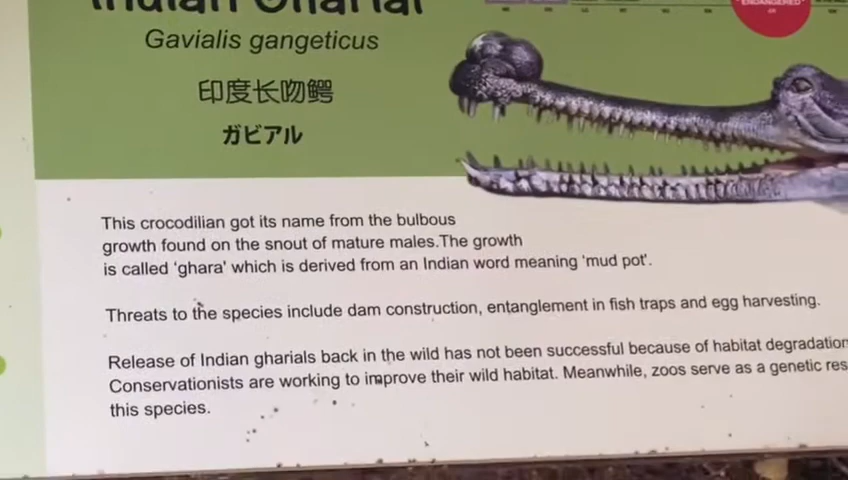 Indian Gharial
"ENDANGERED"
Gavialis gangeticus
印度长吻鳄
ガビアル
This crocodilian got its name from the bulbous
growth found on the snout of mature males.The growth
is called 'ghara' which is derived from an Indian word meaning 'mud pot'.
Threats to the species include dam construction, entanglement in fish traps and egg harvesting.
Release of Indian gharials back in the wild has not been successful because of habitat degradation
Conservationists are working to improve their wild habitat. Meanwhile, zoos serve as a genetic res
this species.